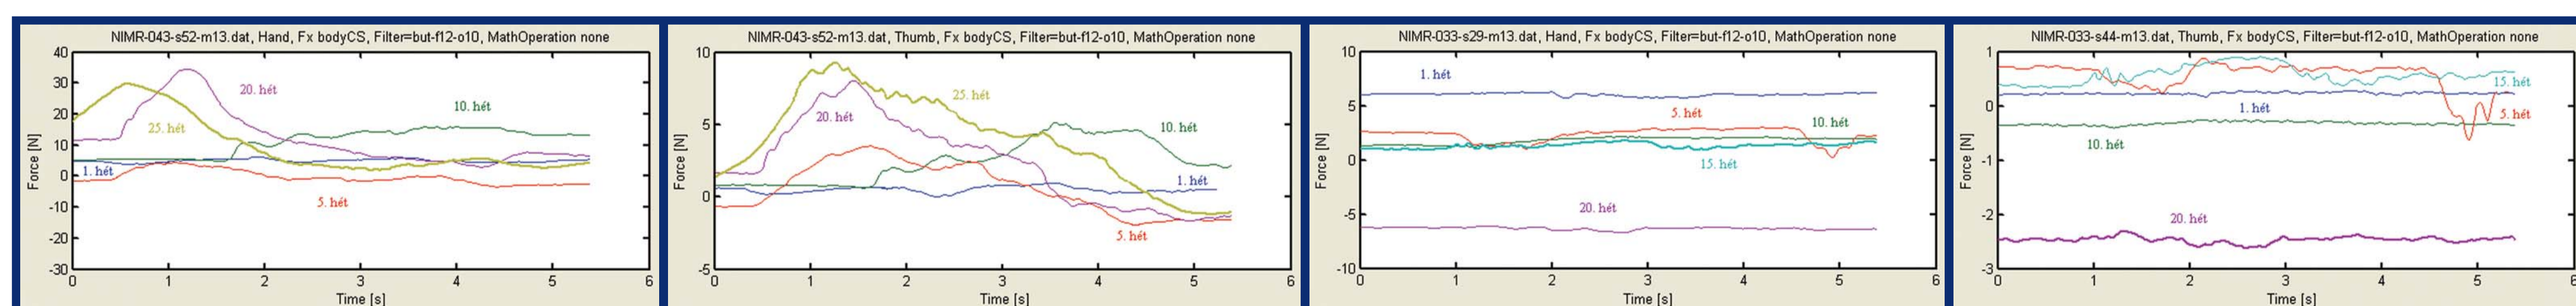 NIMR-043-s52-m13.dat, Hand, Fx bodyCS, Filter=but-f12-o10, MathOperation none
40
30
20
10
0
-10
-20
-30
Force [N]
20. hét
10. hét
25. hét
1. hét
5. hét
0 1 2 3 4 5 6
Time [s]
NIMR-043-s52-m13.dat, Thumb, Fx bodyCS, Filter=but-f12-o10, MathOperation none
10
5
0
-5
Force [N]
25. hét
20. hét
10. hét
1. hét
5. hét
0 1 2 3 4 5 6
Time [s]
NIMR-033-s29-m13.dat, Hand, Fx bodyCS, Filter=but-f12-o10, MathOperation none
10
5
0
-5
-10
Force [N]
1. hét
5. hét
10. hét
15. hét
20. hét
0 1 2 3 4 5 6
Time [s]
NIMR-033-s44-m13.dat, Thumb, Fx bodyCS, Filter=but-f12-o10, MathOperation none
1
0
-1
-2
-3
Force [N]
15. hét
1. hét
5. hét
10. hét
20. hét
0 1 2 3 4 5 6
Time [s]